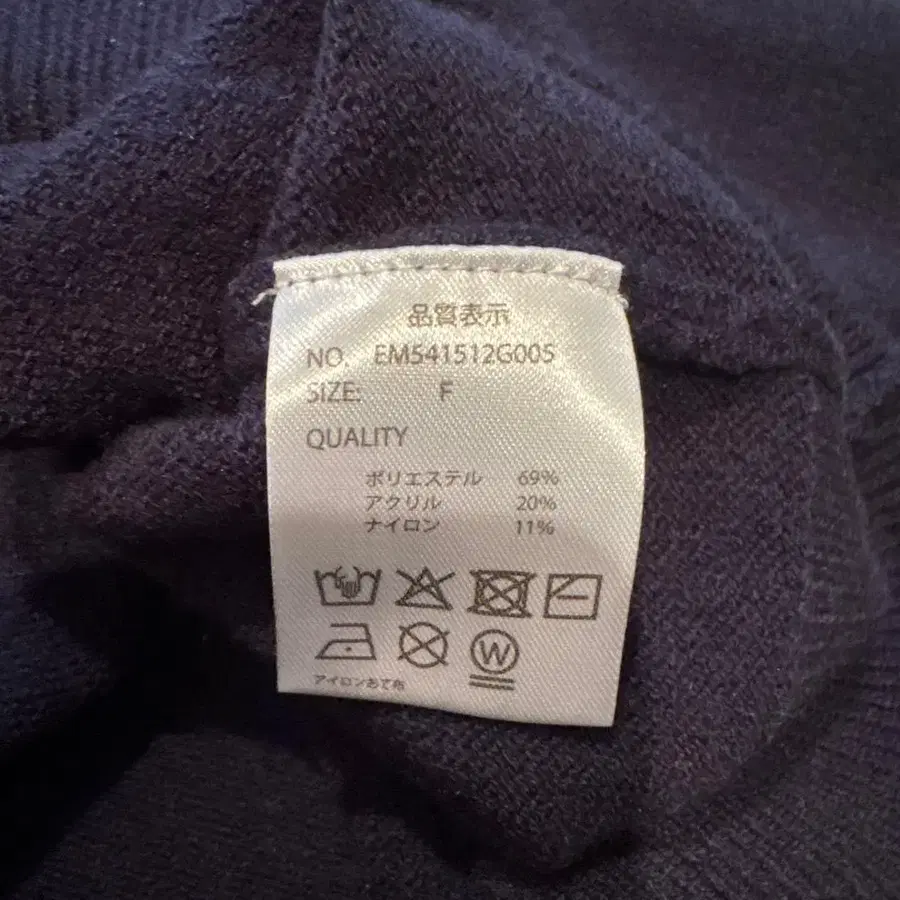 品質表示
NO. EM541512G005
SIZE: F
QUALITY
ポリエステル 69%
アクリル 20%
ナイロン 11%
W
アイロンあて布